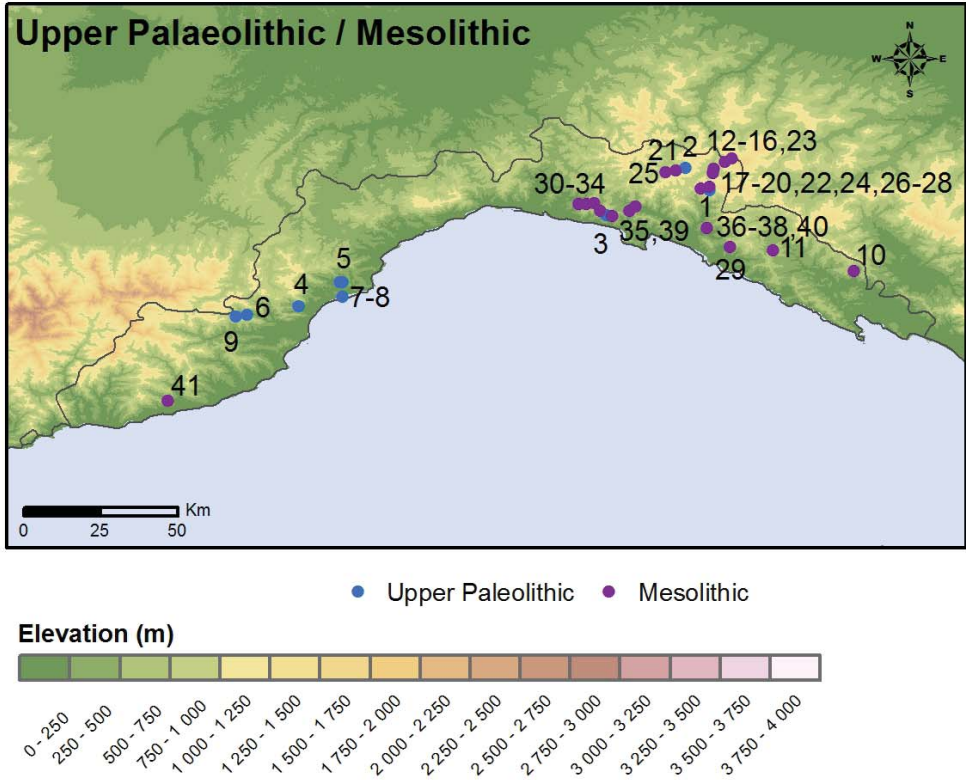 Upper Palaeolithic / Mesolithic
N
W E
S
12-16,23
21 2
25
17-20,22,24,26-28
30-34
1
36-38,40
35,39
3
11
29
10
5
4
7-8
6
9
41
Km
0 25 50
Upper Paleolithic Mesolithic
Elevation (m)
0 - 250
250 - 500
500 - 750
750 - 1 000
1 000 - 1 250
1 250 - 1 500
1 500 - 1 750
1 750 - 2 000
2 000 - 2 250
2 250 - 2 500
2 500 - 2 750
2 750 - 3 000
3 000 - 3 250
3 250 - 3 500
3 500 - 3 750
3 750 - 4 000